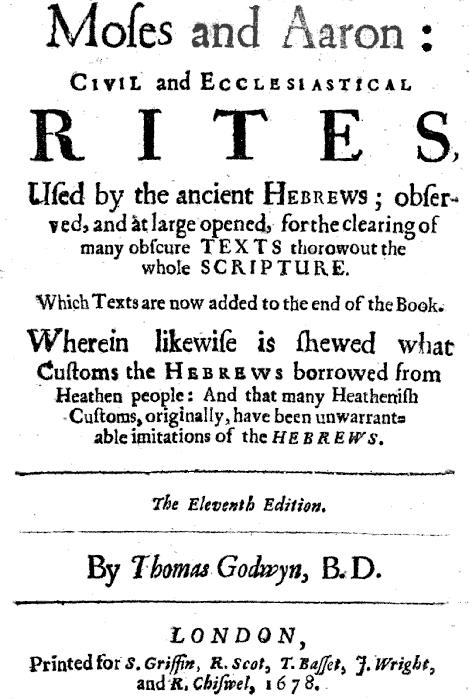 Moſes and Aaron:
CIVIL and ECCLESIASTICAL
RITES,
Uſed by the ancient HEBREWS; obſer-
ved, and at large opened, for the clearing of
many obſcure TEXTS thorowout the
whole SCRIPTURE.
Which Texts are now added to the end of the Book.
Wherein likewiſe is ſhewed what
Cuſtoms the HEBREWS borrowed from
Heathen people: And that many Heatheniſh
Cuſtoms, originally, have been unwarrant=
able imitations of the HEBREWS.
The Eleventh Edition.
By Thomas Godwyn, B.D.
LONDON,
Printed for S. Griffin, R. Scot, T. Baſſet, J. Wright,
and R. Chiſwel, 1678.